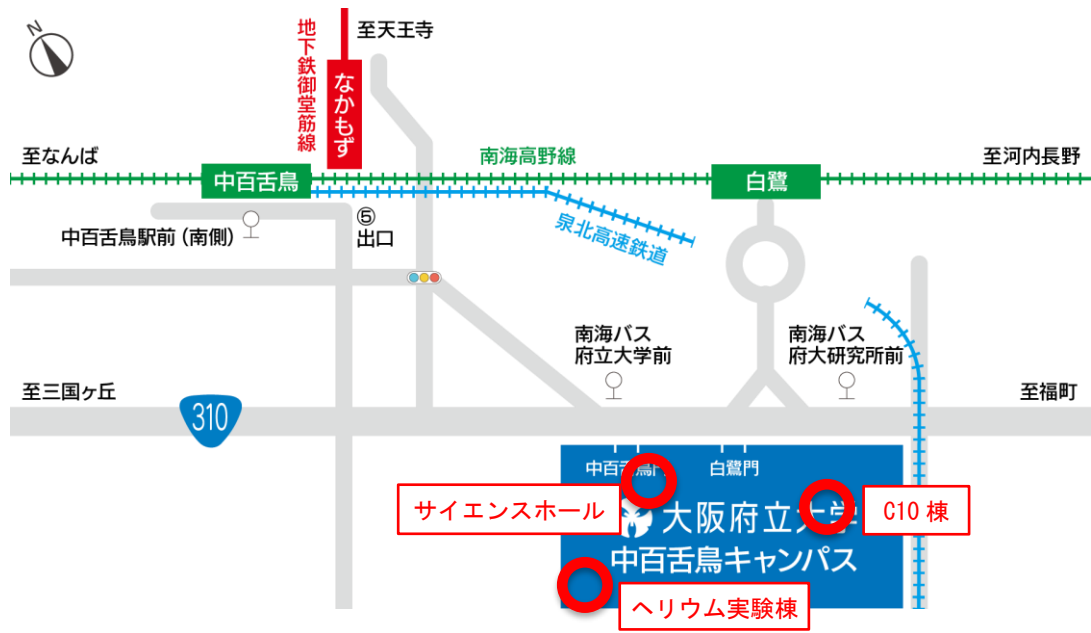 N
地下鉄御堂筋線
なかもず
至天王寺
至なんば
中百舌鳥
南海高野線
白鷺
至河内長野
泉北高速鉄道
中百舌鳥駅前（南側）
⑤
出口
南海バス
府立大学前
南海バス
府大研究所前
至三国ヶ丘
310
至福町
中百舌鳥門
白鷺門
サイエンスホール
大阪府立大学
C10 棟
中百舌鳥キャンパス
ヘリウム実験棟